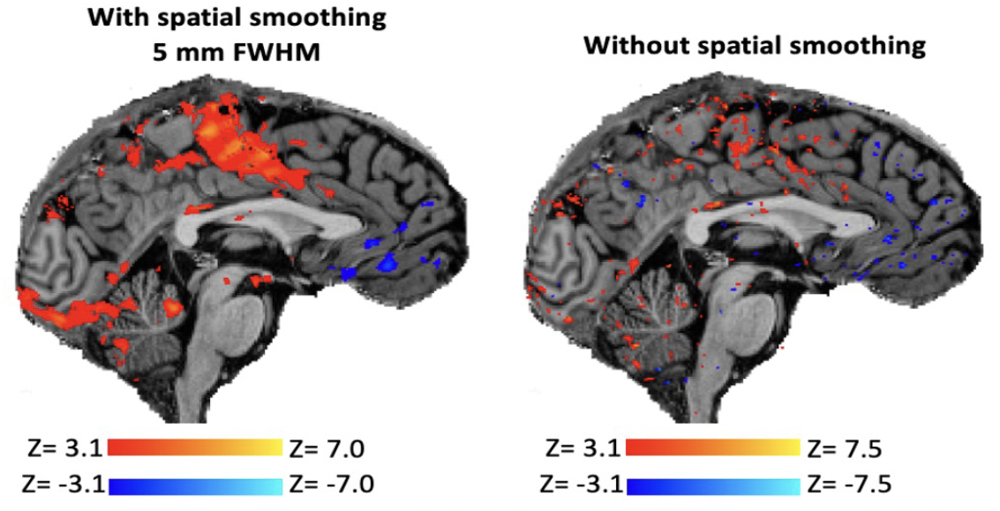 With spatial smoothing
5 mm FWHM
Without spatial smoothing
Z= 3.1 Z= 7.0
Z= -3.1 Z= -7.0
Z= 3.1 Z= 7.5
Z= -3.1 Z= -7.5